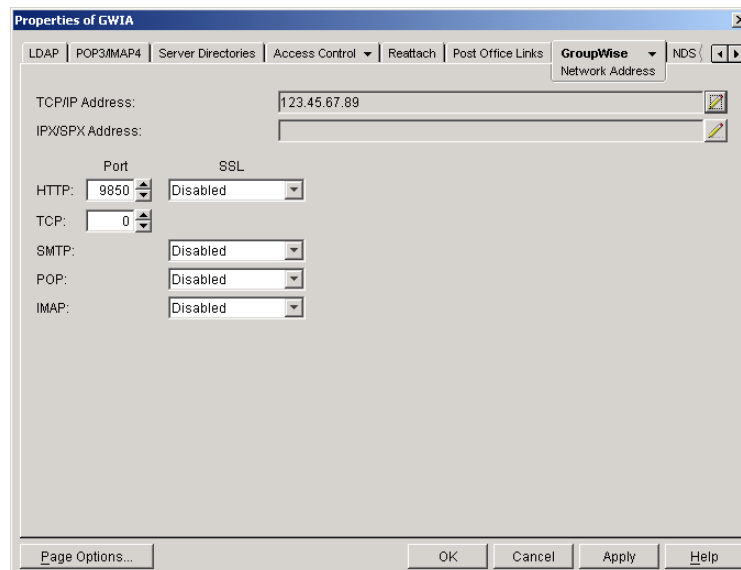 Properties of GWIA
LDAP POP3/IMAP4 Server Directories Access Control Reattach Post Office Links GroupWise NDS
Network Address
TCP/IP Address: 123.45.67.89
IPX/SPX Address:
Port SSL
HTTP: 9850 Disabled
TCP: 0
SMTP: Disabled
POP: Disabled
IMAP: Disabled
Page Options... OK Cancel Apply Help